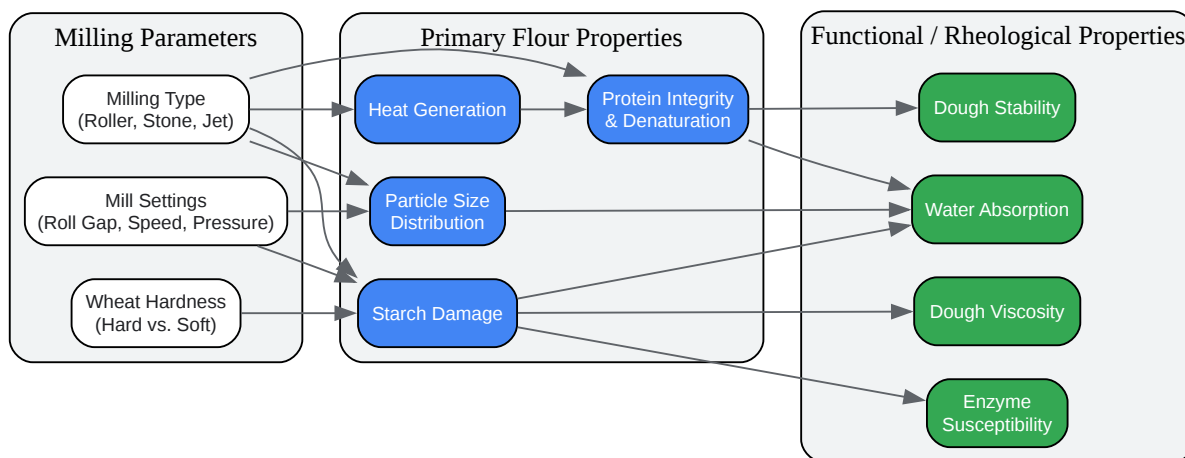 Milling Parameters
Milling Type
(Roller, Stone, Jet)
Mill Settings
(Roll Gap, Speed, Pressure)
Wheat Hardness
(Hard vs. Soft)
Primary Flour Properties
Heat Generation
Protein Integrity
& Denaturation
Particle Size
Distribution
Starch Damage
Functional / Rheological Properties
Dough Stability
Water Absorption
Dough Viscosity
Enzyme
Susceptibility